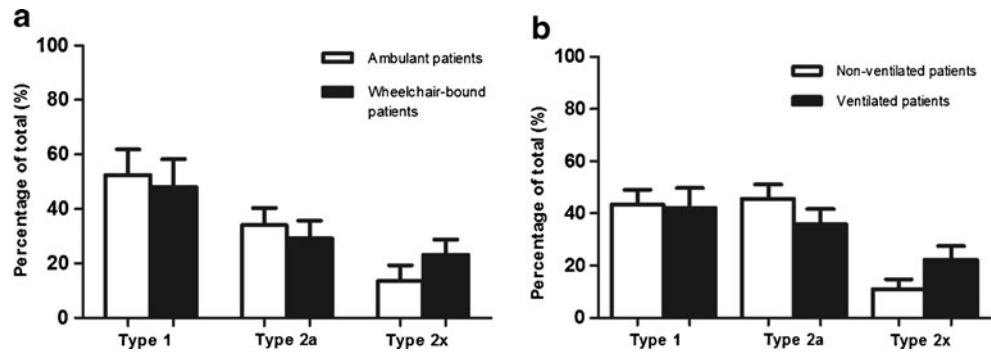 a
Percentage of total (%)
100
80
60
40
20
0
Ambulant patients
Wheelchair-bound
patients
Type 1 Type 2a Type 2x
b
Percentage of total (%)
100
80
60
40
20
0
Non-ventilated patients
Ventilated patients
Type 1 Type 2a Type 2x